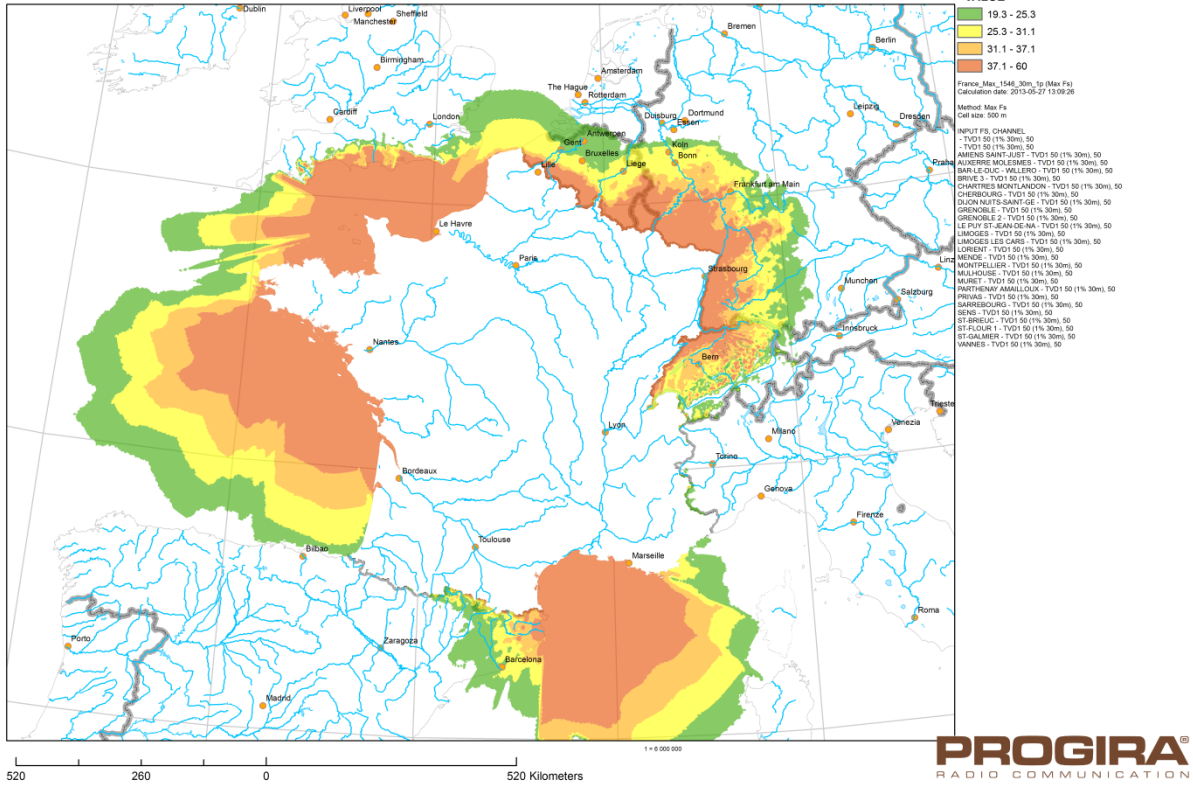 VALUE
19.3 - 25.3
25.3 - 31.1
31.1 - 37.1
37.1 - 60
France_Max_1546_30m_1p (Max Fs)
Calculation date: 2013-05-27 13:09:26
Method: Max Fs
Cell size: 500 m
INPUT FS, CHANNEL
- TVD1 50 (1% 30m), 50
- TVD1 50 (1% 30m), 50
AMIENS SAINT-JUST - TVD1 50 (1% 30m), 50
AUXERRE MOLESMES - TVD1 50 (1% 30m), 50
BAR-LE-DUC - WILLERO - TVD1 50 (1% 30m), 50
BRIVE 3 - TVD1 50 (1% 30m), 50
CHARTRES MONTLANDON - TVD1 50 (1% 30m), 50
CHERBOURG - TVD1 50 (1% 30m), 50
DIJON NUITS-SAINT-GE - TVD1 50 (1% 30m), 50
GRENOBLE - TVD1 50 (1% 30m), 50
GRENOBLE 2 - TVD1 50 (1% 30m), 50
LE PUY ST-JEAN-DE-NA - TVD1 50 (1% 30m), 50
LIMOGES - TVD1 50 (1% 30m), 50
LIMOGES LES CARS - TVD1 50 (1% 30m), 50
LORIENT - TVD1 50 (1% 30m), 50
MENDE - TVD1 50 (1% 30m), 50
MONTPELLIER - TVD1 50 (1% 30m), 50
MULHOUSE - TVD1 50 (1% 30m), 50
MURET - TVD1 50 (1% 30m), 50
PARTHENAY AMAILLOUX - TVD1 50 (1% 30m), 50
PRIVAS - TVD1 50 (1% 30m), 50
SARREBOURG - TVD1 50 (1% 30m), 50
SENS - TVD1 50 (1% 30m), 50
ST-BRIEUC - TVD1 50 (1% 30m), 50
ST-FLOUR 1 - TVD1 50 (1% 30m), 50
ST-GALMIER - TVD1 50 (1% 30m), 50
VANNES - TVD1 50 (1% 30m), 50
Dublin
Liverpool
Manchester
Sheffield
Birmingham
Cardiff
London
Bremen
Berlin
Amsterdam
The Hague
Rotterdam
Duisburg
Dortmund
Essen
Leipzig
Dresden
Antwerpen
Gent
Bruxelles
Köln
Bonn
Lille
Liege
Praha
Frankfurt am Main
Le Havre
Paris
Strasbourg
Linz
Munchen
Salzburg
Innsbruck
Nantes
Bern
Lyon
Milano
Venezia
Trieste
Torino
Bordeaux
Genova
Firenze
Bilbao
Toulouse
Marseille
Roma
Porto
Zaragoza
Barcelona
Madrid
1 = 6 000 000
520 260 0 520 Kilometers
PROGIRA®
RADIO COMMUNICATION